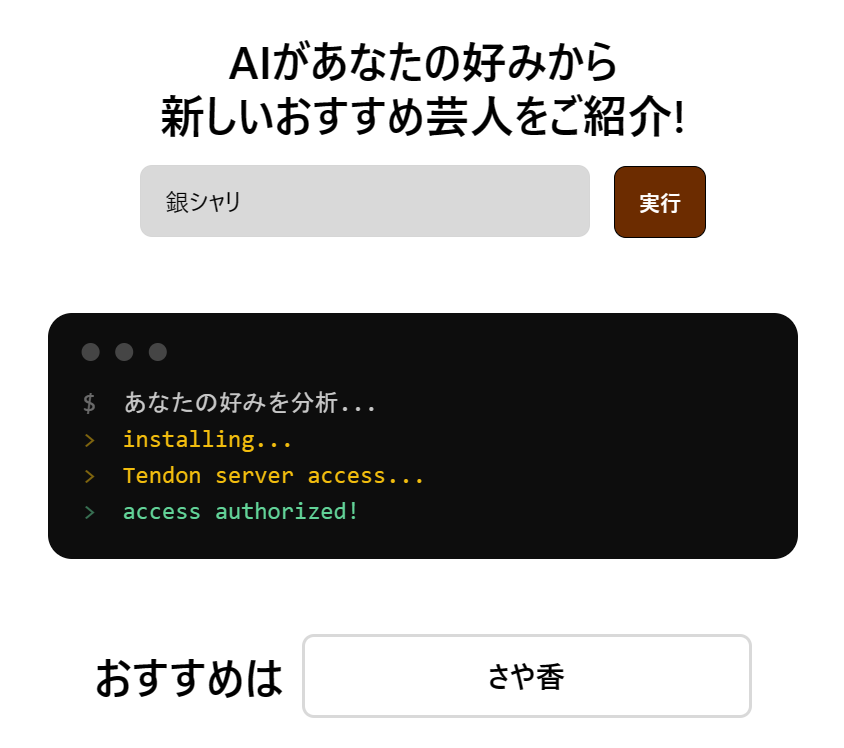 AIがあなたの好みから
新しいおすすめ芸人をご紹介!
銀シャリ
実行
$ あなたの好みを分析...
> installing...
> Tendon server access...
> access authorized!
おすすめは
さや香